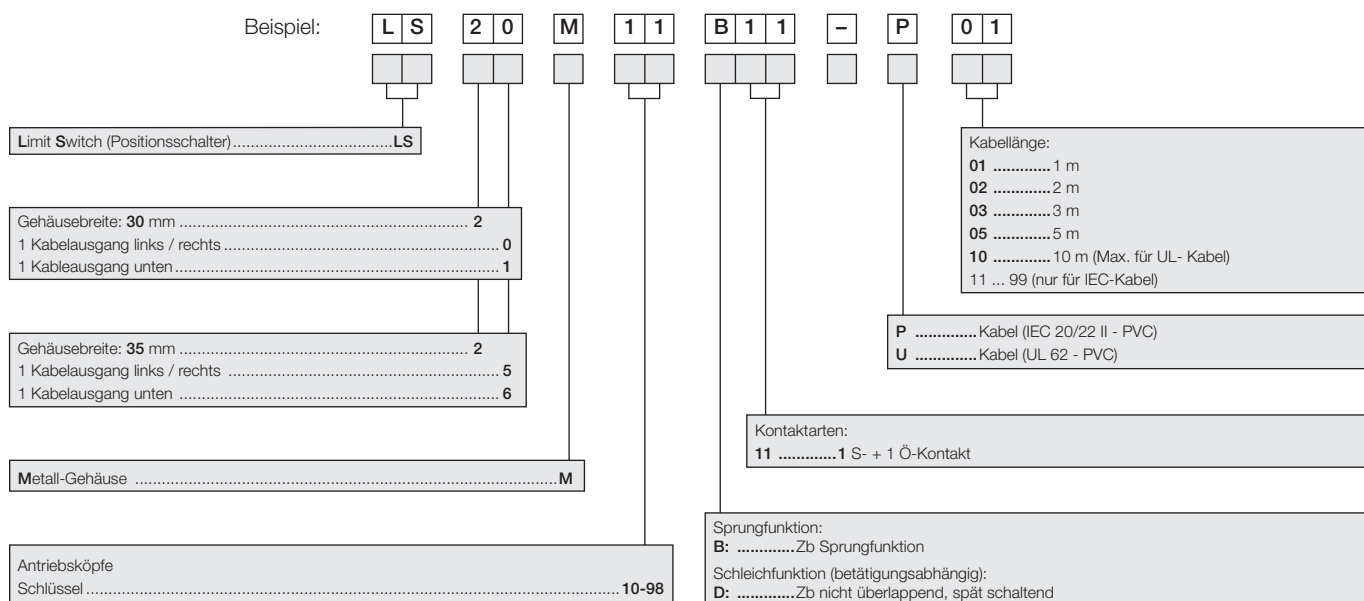 Beispiel: L S 2 0 M 1 1 B 1 1 – P 0 1
Limit Switch (Positionsschalter)....................................LS
Gehäusebreite: 30 mm ................................................................ 2
1 Kabelausgang links / rechts ............................................................. 0
1 Kableausgang unten......................................................................... 1
Gehäusebreite: 35 mm ................................................................ 2
1 Kabelausgang links / rechts ............................................................. 5
1 Kabelausgang unten ........................................................................ 6
Metall-Gehäuse ...............................................................................................M
Antriebsköpfe
Schlüssel ........................................................................................................................10-98
Kabellänge:
01 .............1 m
02 .............2 m
03 .............3 m
05 .............5 m
10 .............10 m (Max. für UL- Kabel)
11 ... 99 (nur für IEC-Kabel)
P ..............Kabel (IEC 20/22 II - PVC)
U ..............Kabel (UL 62 - PVC)
Kontaktarten:
11 .............1 S- + 1 Ö-Kontakt
Sprungfunktion:
B: .............Zb Sprungfunktion
Schleichfunktion (betätigungsabhängig):
D: .............Zb nicht überlappend, spät schaltend